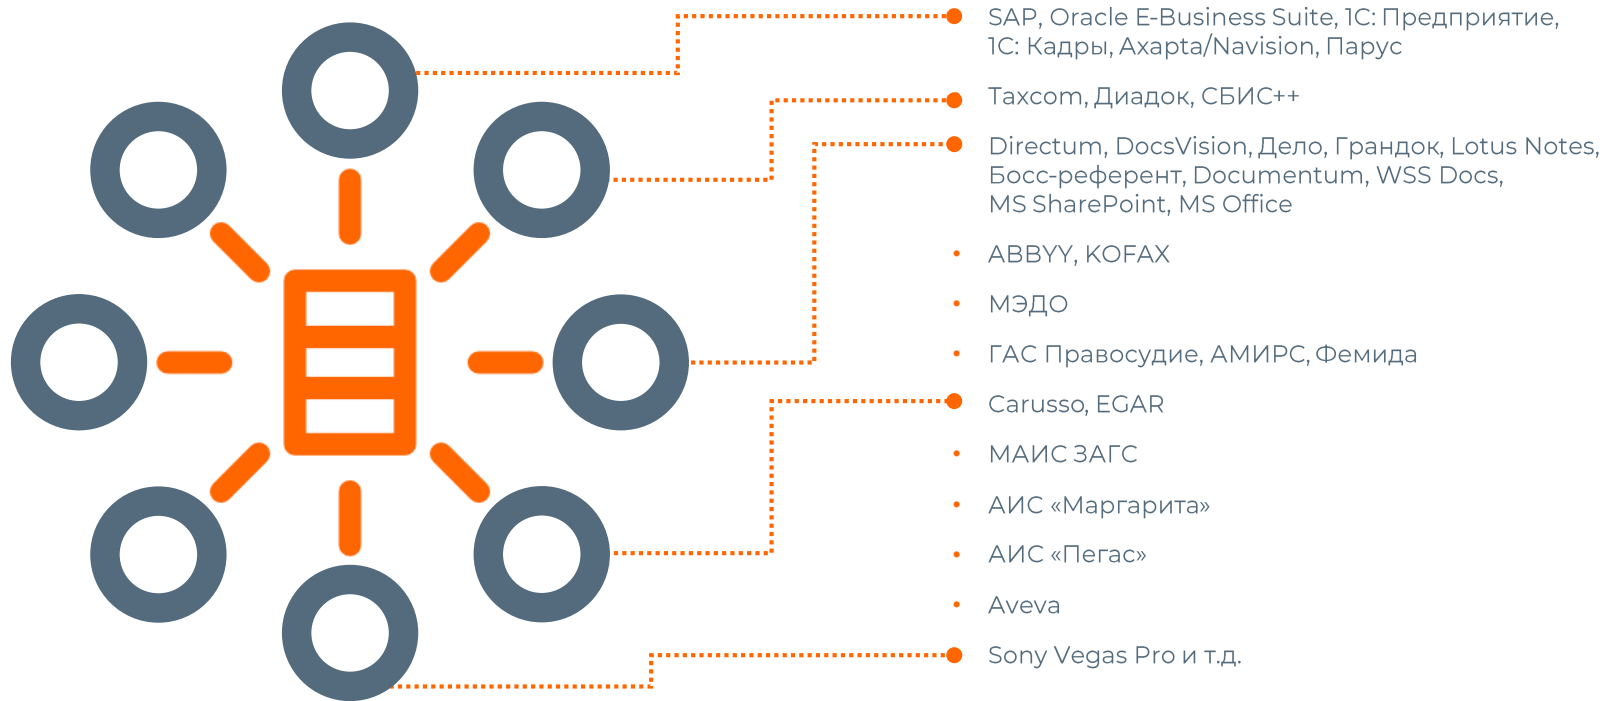 SAP, Oracle E-Business Suite, 1С: Предприятие,
1С: Кадры, Axapta/Navision, Парус
Taxcom, Диадок, СБИС++
Directum, DocsVision, Дело, Грандок, Lotus Notes,
Босс-референт, Documentum, WSS Docs,
MS SharePoint, MS Office
ABBYY, KOFAX
МЭДО
ГАС Правосудие, АМИРС, Фемида
Carusso, EGAR
МАИС ЗАГС
АИС «Маргарита»
АИС «Пегас»
Aveva
Sony Vegas Pro и т.д.